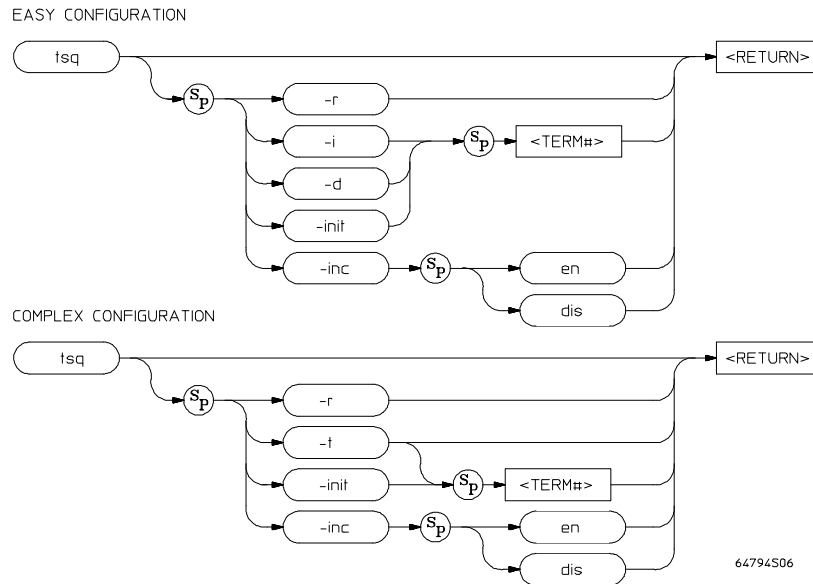 EASY CONFIGURATION
tsq
<RETURN>
Sp
-r
-i
Sp
<TERM#>
-d
-init
-inc
Sp
en
dis
COMPLEX CONFIGURATION
tsq
<RETURN>
Sp
-r
-t
-init
Sp
<TERM#>
-inc
Sp
en
dis
64794S06